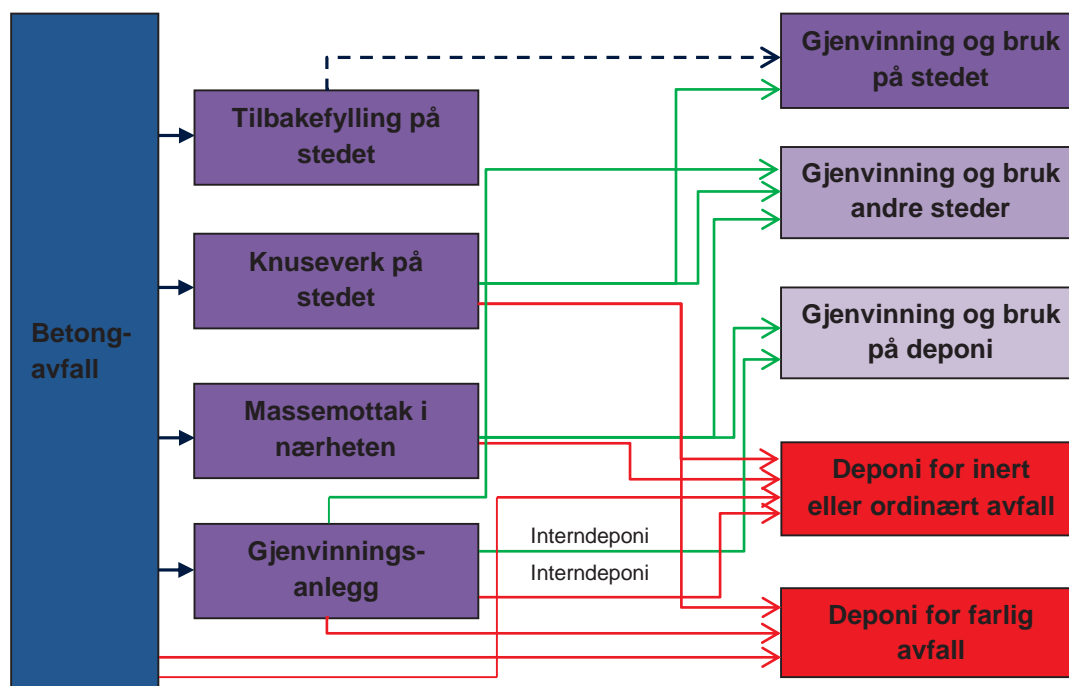 Betong-
avfall
Tilbakefylling på
stedet
Knuseverk på
stedet
Massemottak i
nærheten
Gjenvinnings-
anlegg
Interndeponi
Interndeponi
Gjenvinning og bruk
på stedet
Gjenvinning og bruk
andre steder
Gjenvinning og bruk
på deponi
Deponi for inert
eller ordinært avfall
Deponi for farlig
avfall